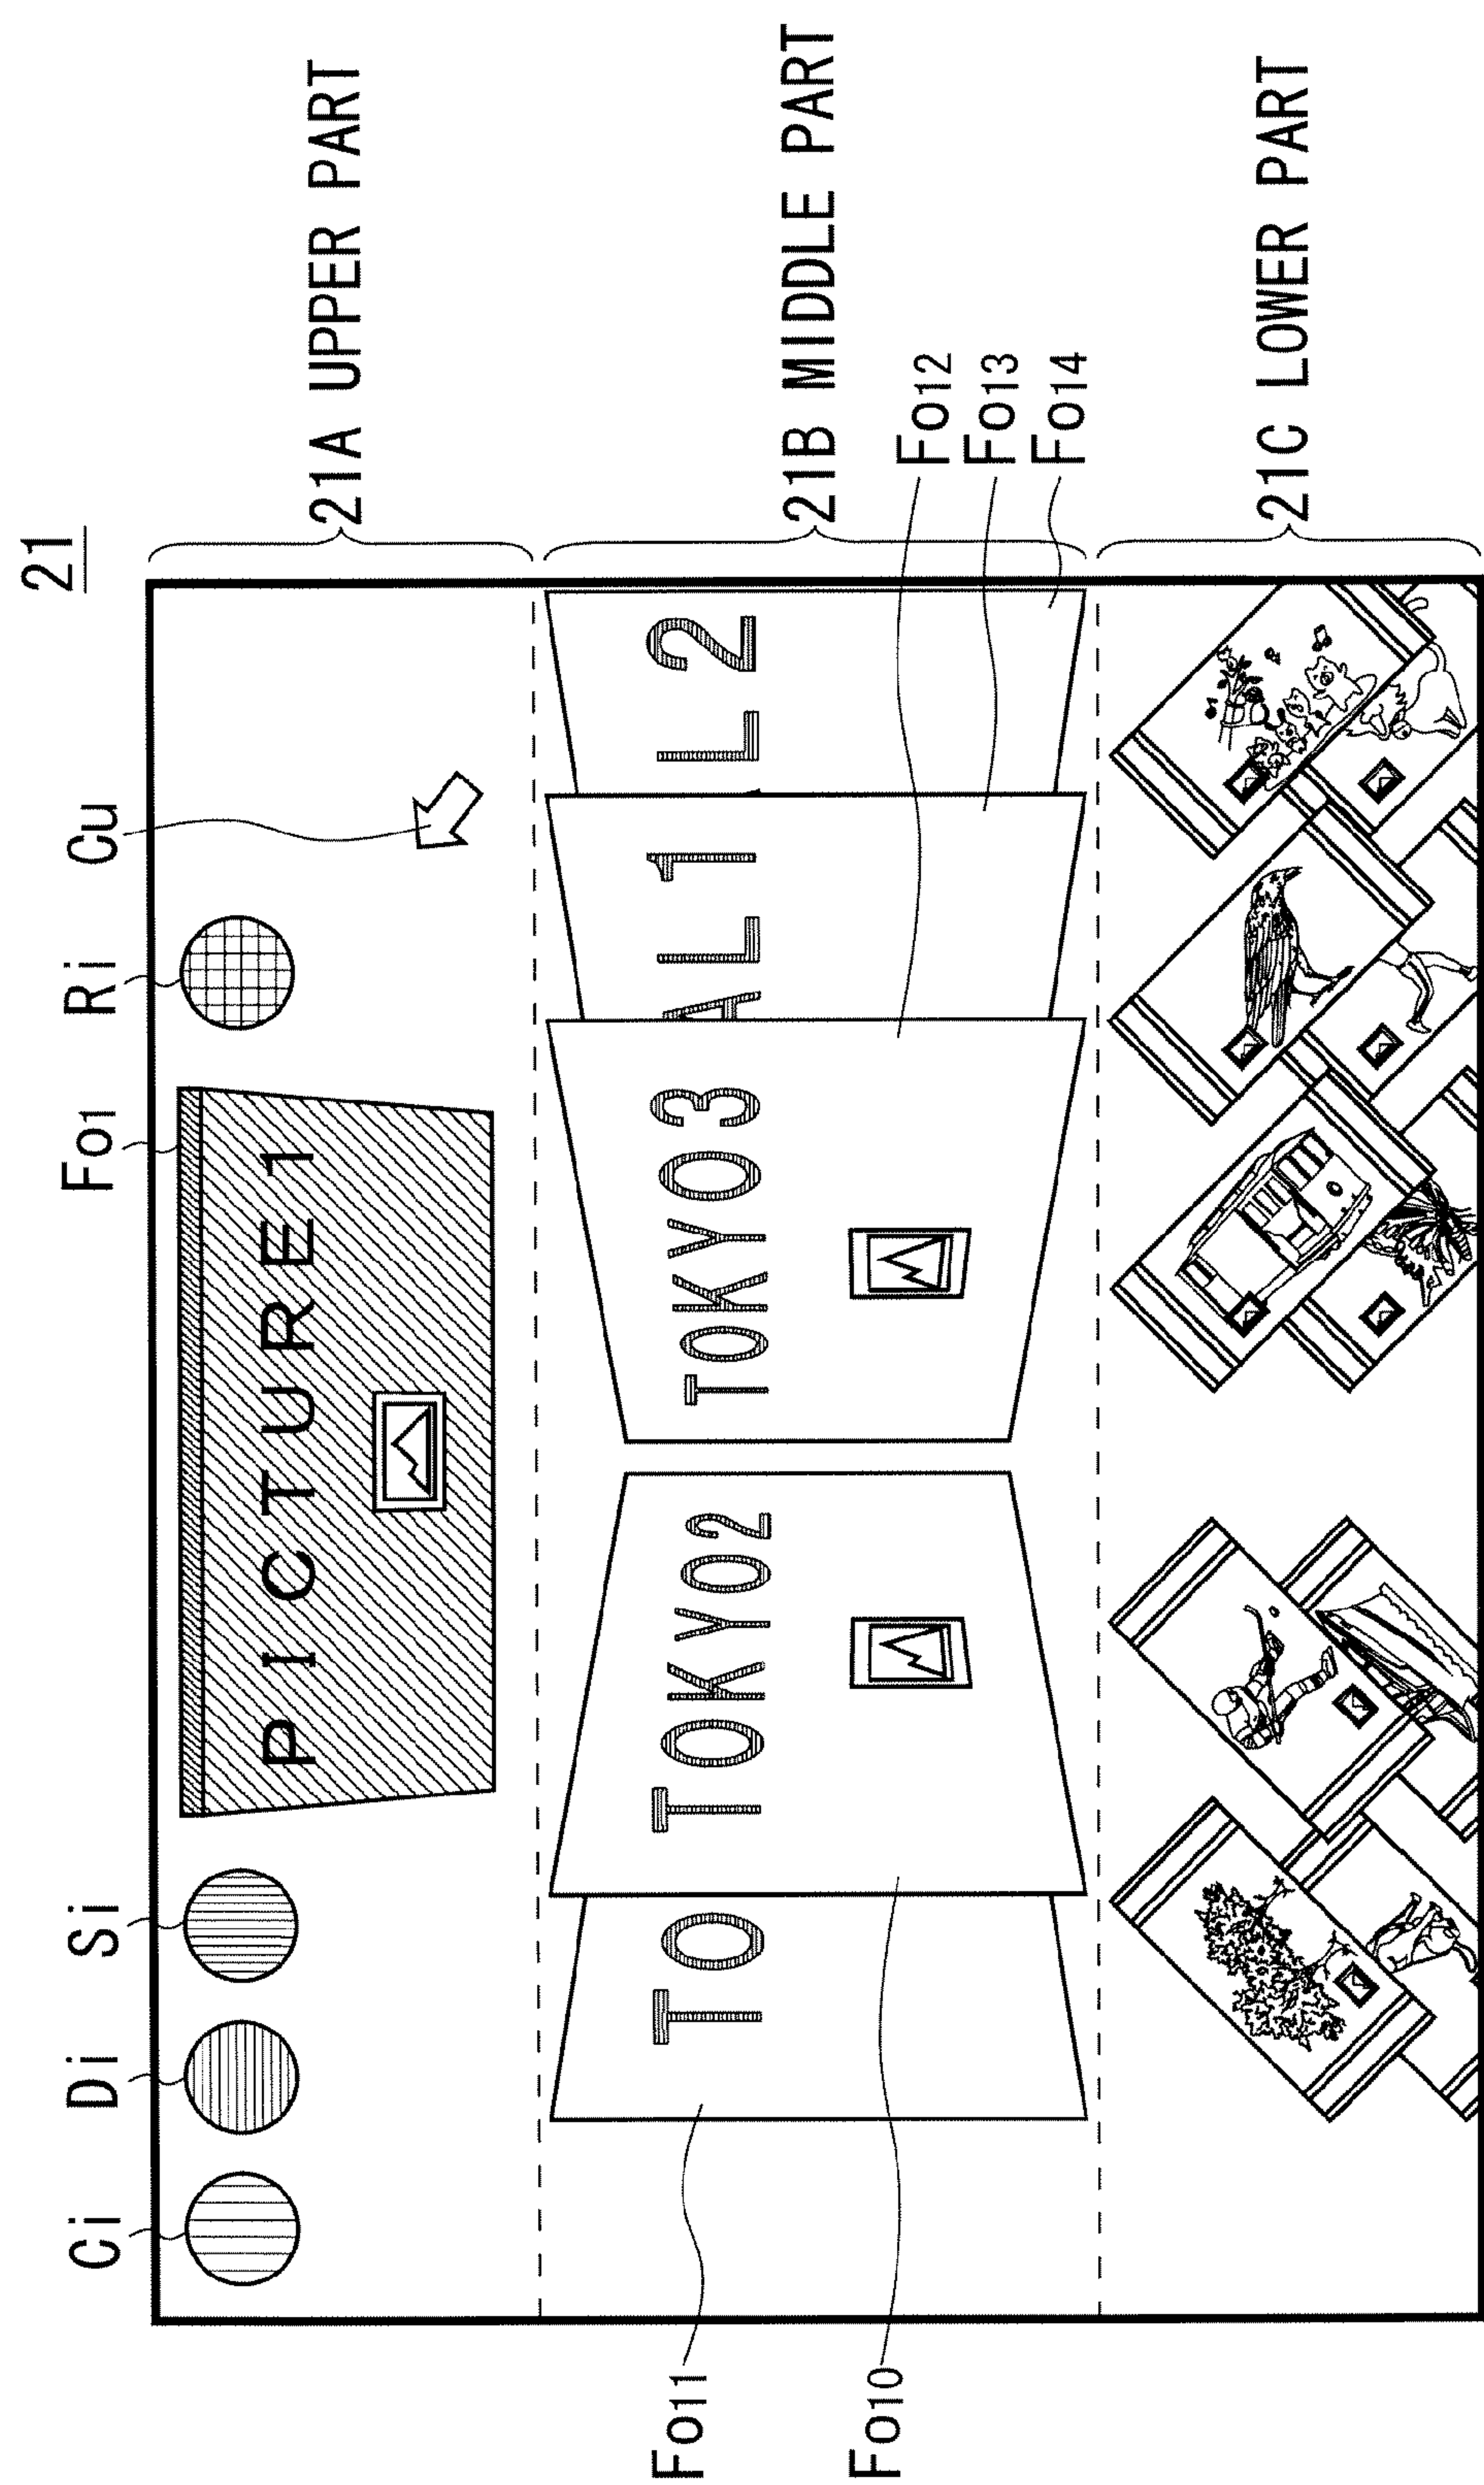 21
Ci
Di
Si
Fo1
Ri
Cu
PICTURE1
21A UPPER PART
TO
TOKYO2
TOKYO3
AL1
L2
21B MIDDLE PART
Fo12
Fo13
Fo14
Fo11
Fo10
21C LOWER PART